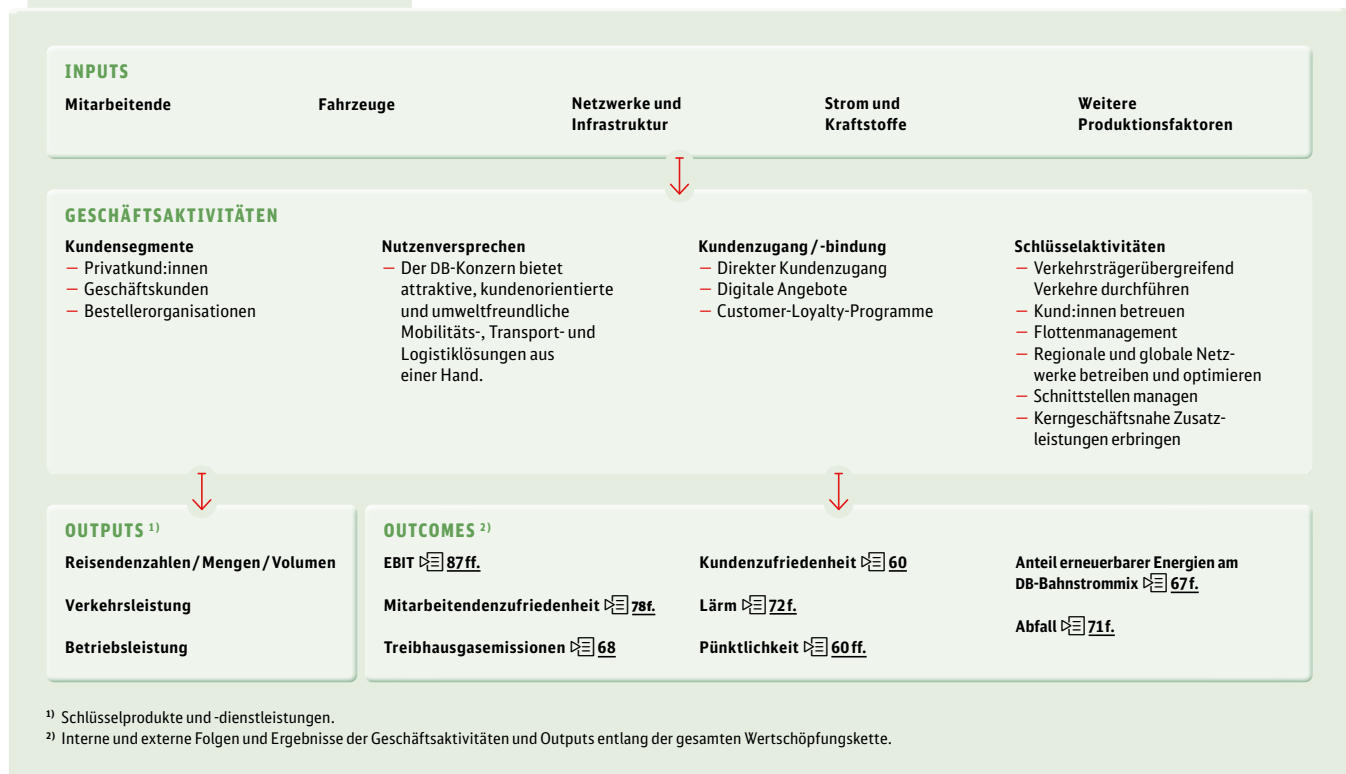 INPUTS
Mitarbeitende
Fahrzeuge
Netzwerke und
Infrastruktur
Strom und
Kraftstoffe
Weitere
Produktionsfaktoren
GESCHÄFTSAKTIVITÄTEN
Kundensegmente
— Privatkund:innen
— Geschäftskunden
— Bestellerorganisationen
Nutzenversprechen
— Der DB-Konzern bietet
attraktive, kundenorientierte
und umweltfreundliche
Mobilitäts-, Transport- und
Logistiklösungen aus
einer Hand.
Kundenzugang / -bindung
— Direkter Kundenzugang
— Digitale Angebote
— Customer-Loyalty-Programme
Schlüsselaktivitäten
— Verkehrsträgerübergreifend
Verkehre durchführen
— Kund:innen betreuen
— Flottenmanagement
— Regionale und globale Netz-
werke betreiben und optimieren
— Schnittstellen managen
— Kerngeschäftsnahe Zusatz-
leistungen erbringen
OUTPUTS 1)
Reisendenzahlen / Mengen / Volumen
Verkehrsleistung
Betriebsleistung
OUTCOMES 2)
EBIT 87 ff.
Mitarbeitendenzufriedenheit 78f.
Treibhausgasemissionen 68
Kundenzufriedenheit 60
Lärm 72 f.
Pünktlichkeit 60 ff.
Anteil erneuerbarer Energien am
DB-Bahnstrommix 67 f.
Abfall 71 f.
1) Schlüsselprodukte und -dienstleistungen.
2) Interne und externe Folgen und Ergebnisse der Geschäftsaktivitäten und Outputs entlang der gesamten Wertschöpfungskette.